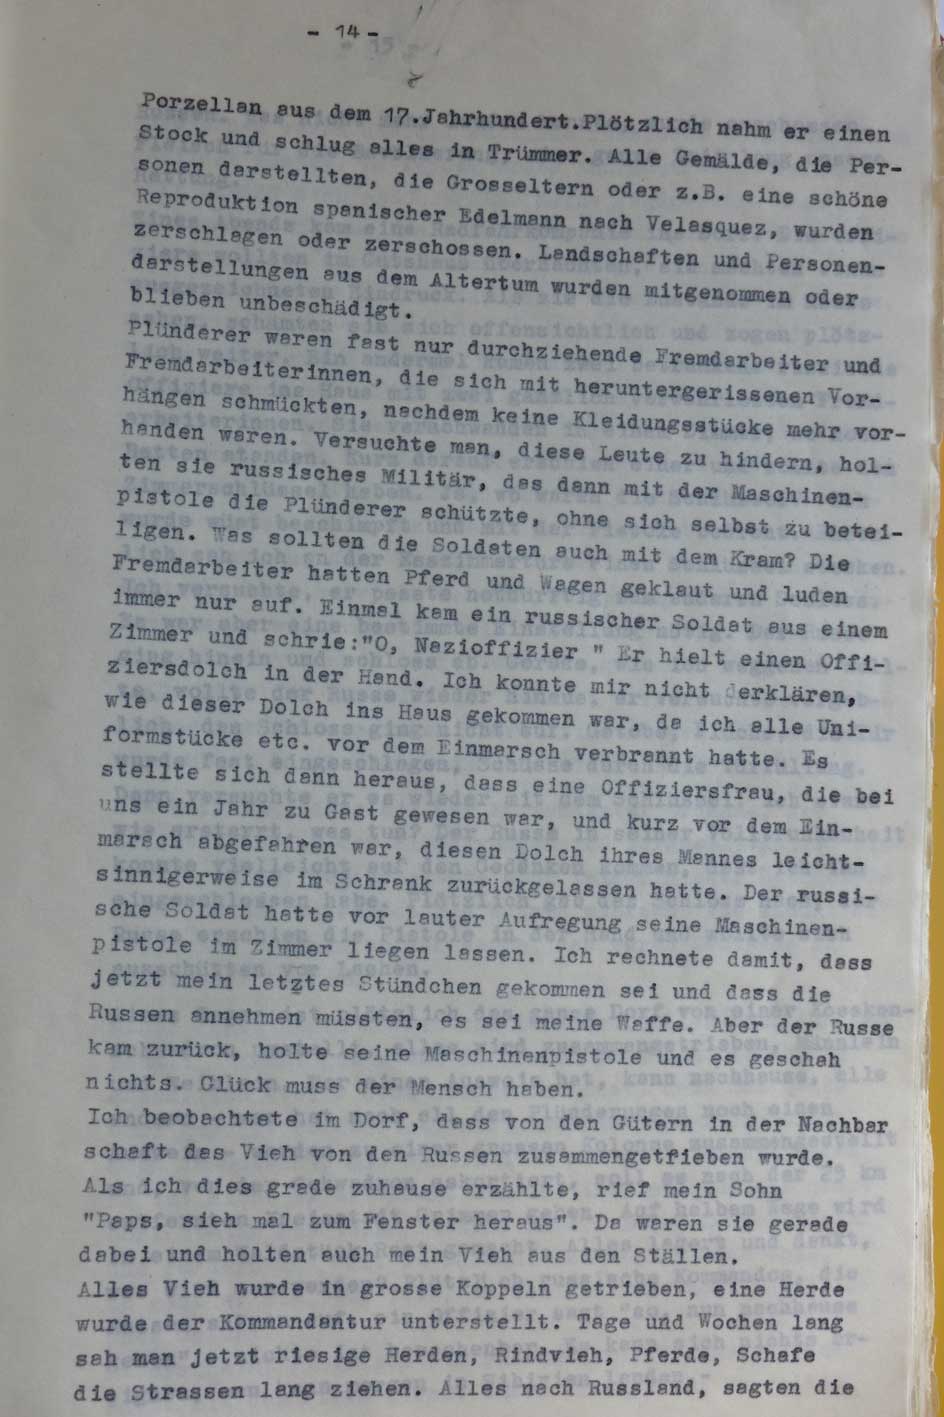 - 14 -
Porzellan aus dem 17.Jahrhundert.Plötzlich nahm er einen
Stock und schlug alles in Trümmer. Alle Gemälde, die Per-
sonen darstellten, die Grosseltern oder z.B. eine schöne
Reproduktion spanischer Edelmann nach Velasquez, wurden
zerschlagen oder zerschossen. Landschaften und Personen-
darstellungen aus dem Altertum wurden mitgenommen oder
blieben unbeschädigt.
Plünderer waren fast nur durchziehende Fremdarbeiter und
Fremdarbeiterinnen, die sich mit heruntergerissenen Vor-
hängen schmückten, nachdem keine Kleidungsstücke mehr vor-
handen waren. Versuchte man, diese Leute zu hindern, hol-
ten sie russisches Militär, das dann mit der Maschinen-
pistole die Plünderer schützte, ohne sich selbst zu betei-
ligen. Was sollten die Soldaten auch mit dem Kram? Die
Fremdarbeiter hatten Pferd und Wagen geklaut und luden
immer nur auf. Einmal kam ein russischer Soldat aus einem
Zimmer und schrie:"O, Nazioffizier " Er hielt einen Offi-
ziersdolch in der Hand. Ich konnte mir nicht erklären,
wie dieser Dolch ins Haus gekommen war, da ich alle Uni-
formstücke etc. vor dem Einmarsch verbrannt hatte. Es
stellte sich dann heraus, dass eine Offiziersfrau, die bei
uns ein Jahr zu Gast gewesen war, und kurz vor dem Ein-
marsch abgefahren war, diesen Dolch ihres Mannes leicht-
sinnigerweise im Schrank zurückgelassen hatte. Der russi-
sche Soldat hatte vor lauter Aufregung seine Maschinen-
pistole im Zimmer liegen lassen. Ich rechnete damit, dass
jetzt mein letztes Stündchen gekommen sei und dass die
Russen annehmen müssten, es sei meine Waffe. Aber der Russe
kam zurück, holte seine Maschinenpistole und es geschah
nichts. Glück muss der Mensch haben.
Ich beobachtete im Dorf, dass von den Gütern in der Nachbar
schaft das Vieh von den Russen zusammengetfieben wurde.
Als ich dies grade zuhause erzählte, rief mein Sohn
"Paps, sieh mal zum Fenster heraus". Da waren sie gerade
dabei und holten auch mein Vieh aus den Ställen.
Alles Vieh wurde in grosse Koppeln getrieben, eine Herde
wurde der Kommandantur unterstellt. Tage und Wochen lang
sah man jetzt riesige Herden, Rindvieh, Pferde, Schafe
die Strassen lang ziehen. Alles nach Russland, sagten die